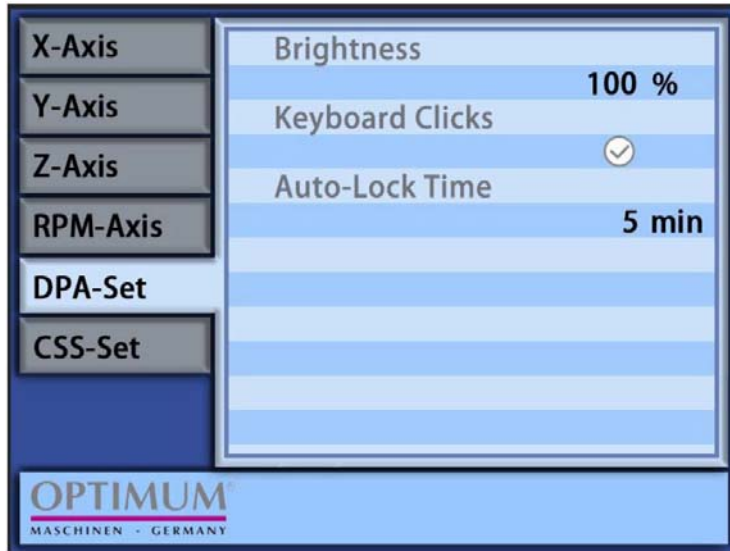 X-Axis
Y-Axis
Z-Axis
RPM-Axis
DPA-Set
CSS-Set
Brightness
100 %
Keyboard Clicks
Auto-Lock Time
5 min
OPTIMUM®
MASCHINEN - GERMANY